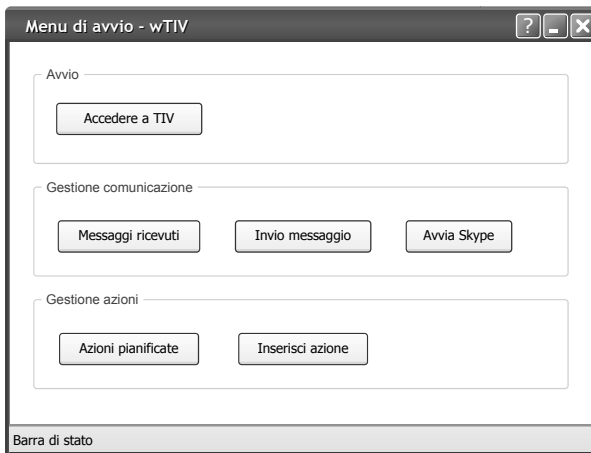 Menu di avvio - wTIV
Avvio
Accedere a TIV
Gestione comunicazione
Messaggi ricevuti Invio messaggio Avvia Skype
Gestione azioni
Azioni pianificate Inserisci azione
Barra di stato